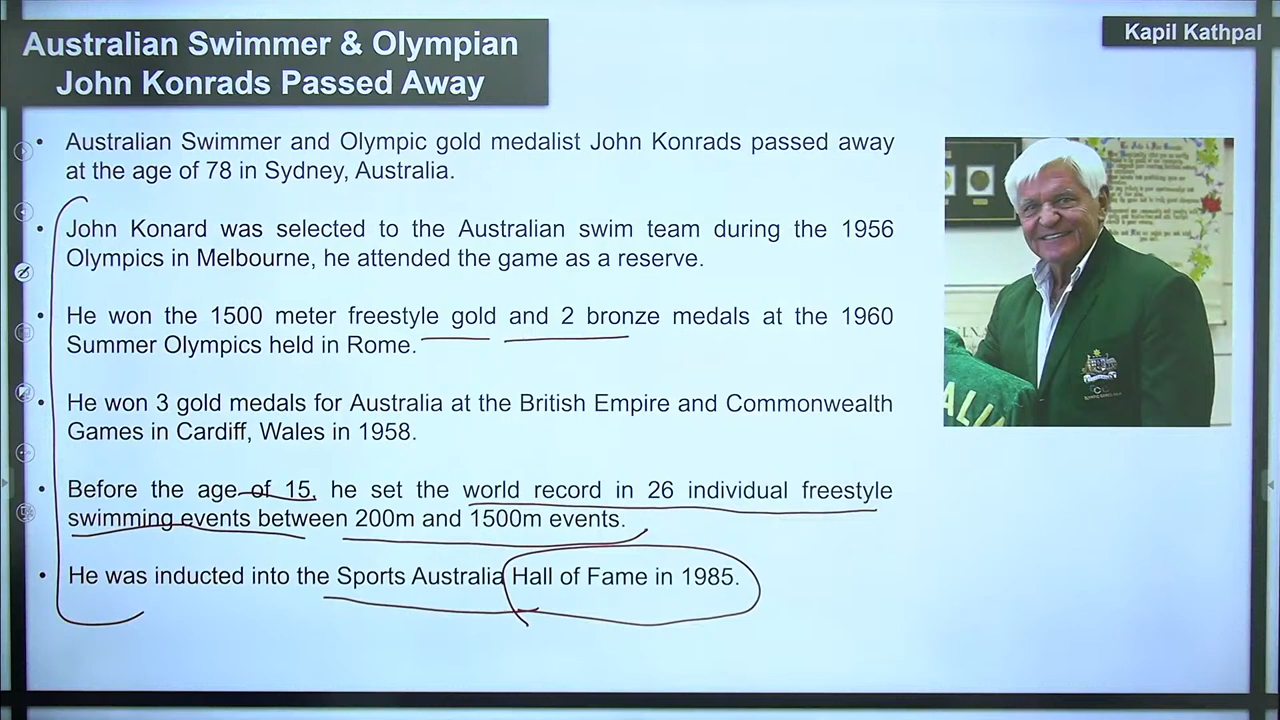 Australian Swimmer & Olympian
John Konrads Passed Away
Kapil Kathpal
• Australian Swimmer and Olympic gold medalist John Konrads passed away
at the age of 78 in Sydney, Australia.
• John Konard was selected to the Australian swim team during the 1956
Olympics in Melbourne, he attended the game as a reserve.
• He won the 1500 meter freestyle gold and 2 bronze medals at the 1960
Summer Olympics held in Rome.
• He won 3 gold medals for Australia at the British Empire and Commonwealth
Games in Cardiff, Wales in 1958.
• Before the age of 15, he set the world record in 26 individual freestyle
swimming events between 200m and 1500m events.
• He was inducted into the Sports Australia Hall of Fame in 1985.